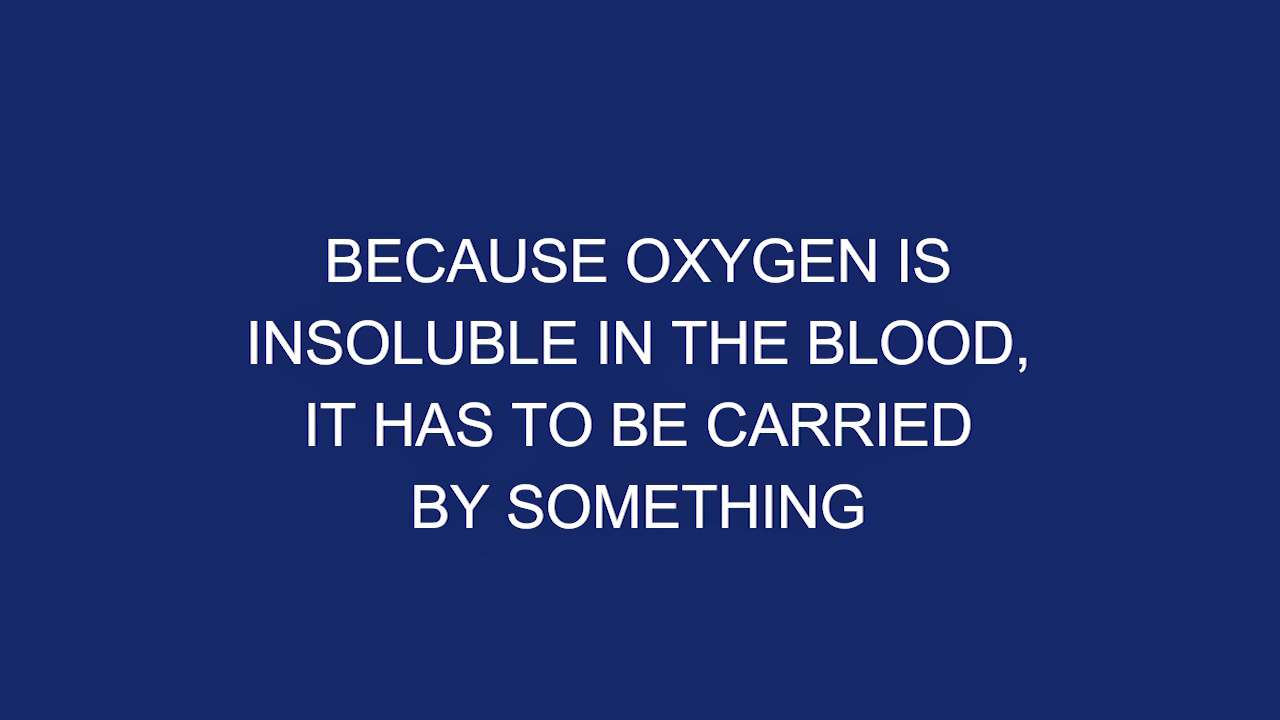 BECAUSE OXYGEN IS
INSOLUBLE IN THE BLOOD,
IT HAS TO BE CARRIED
BY SOMETHING